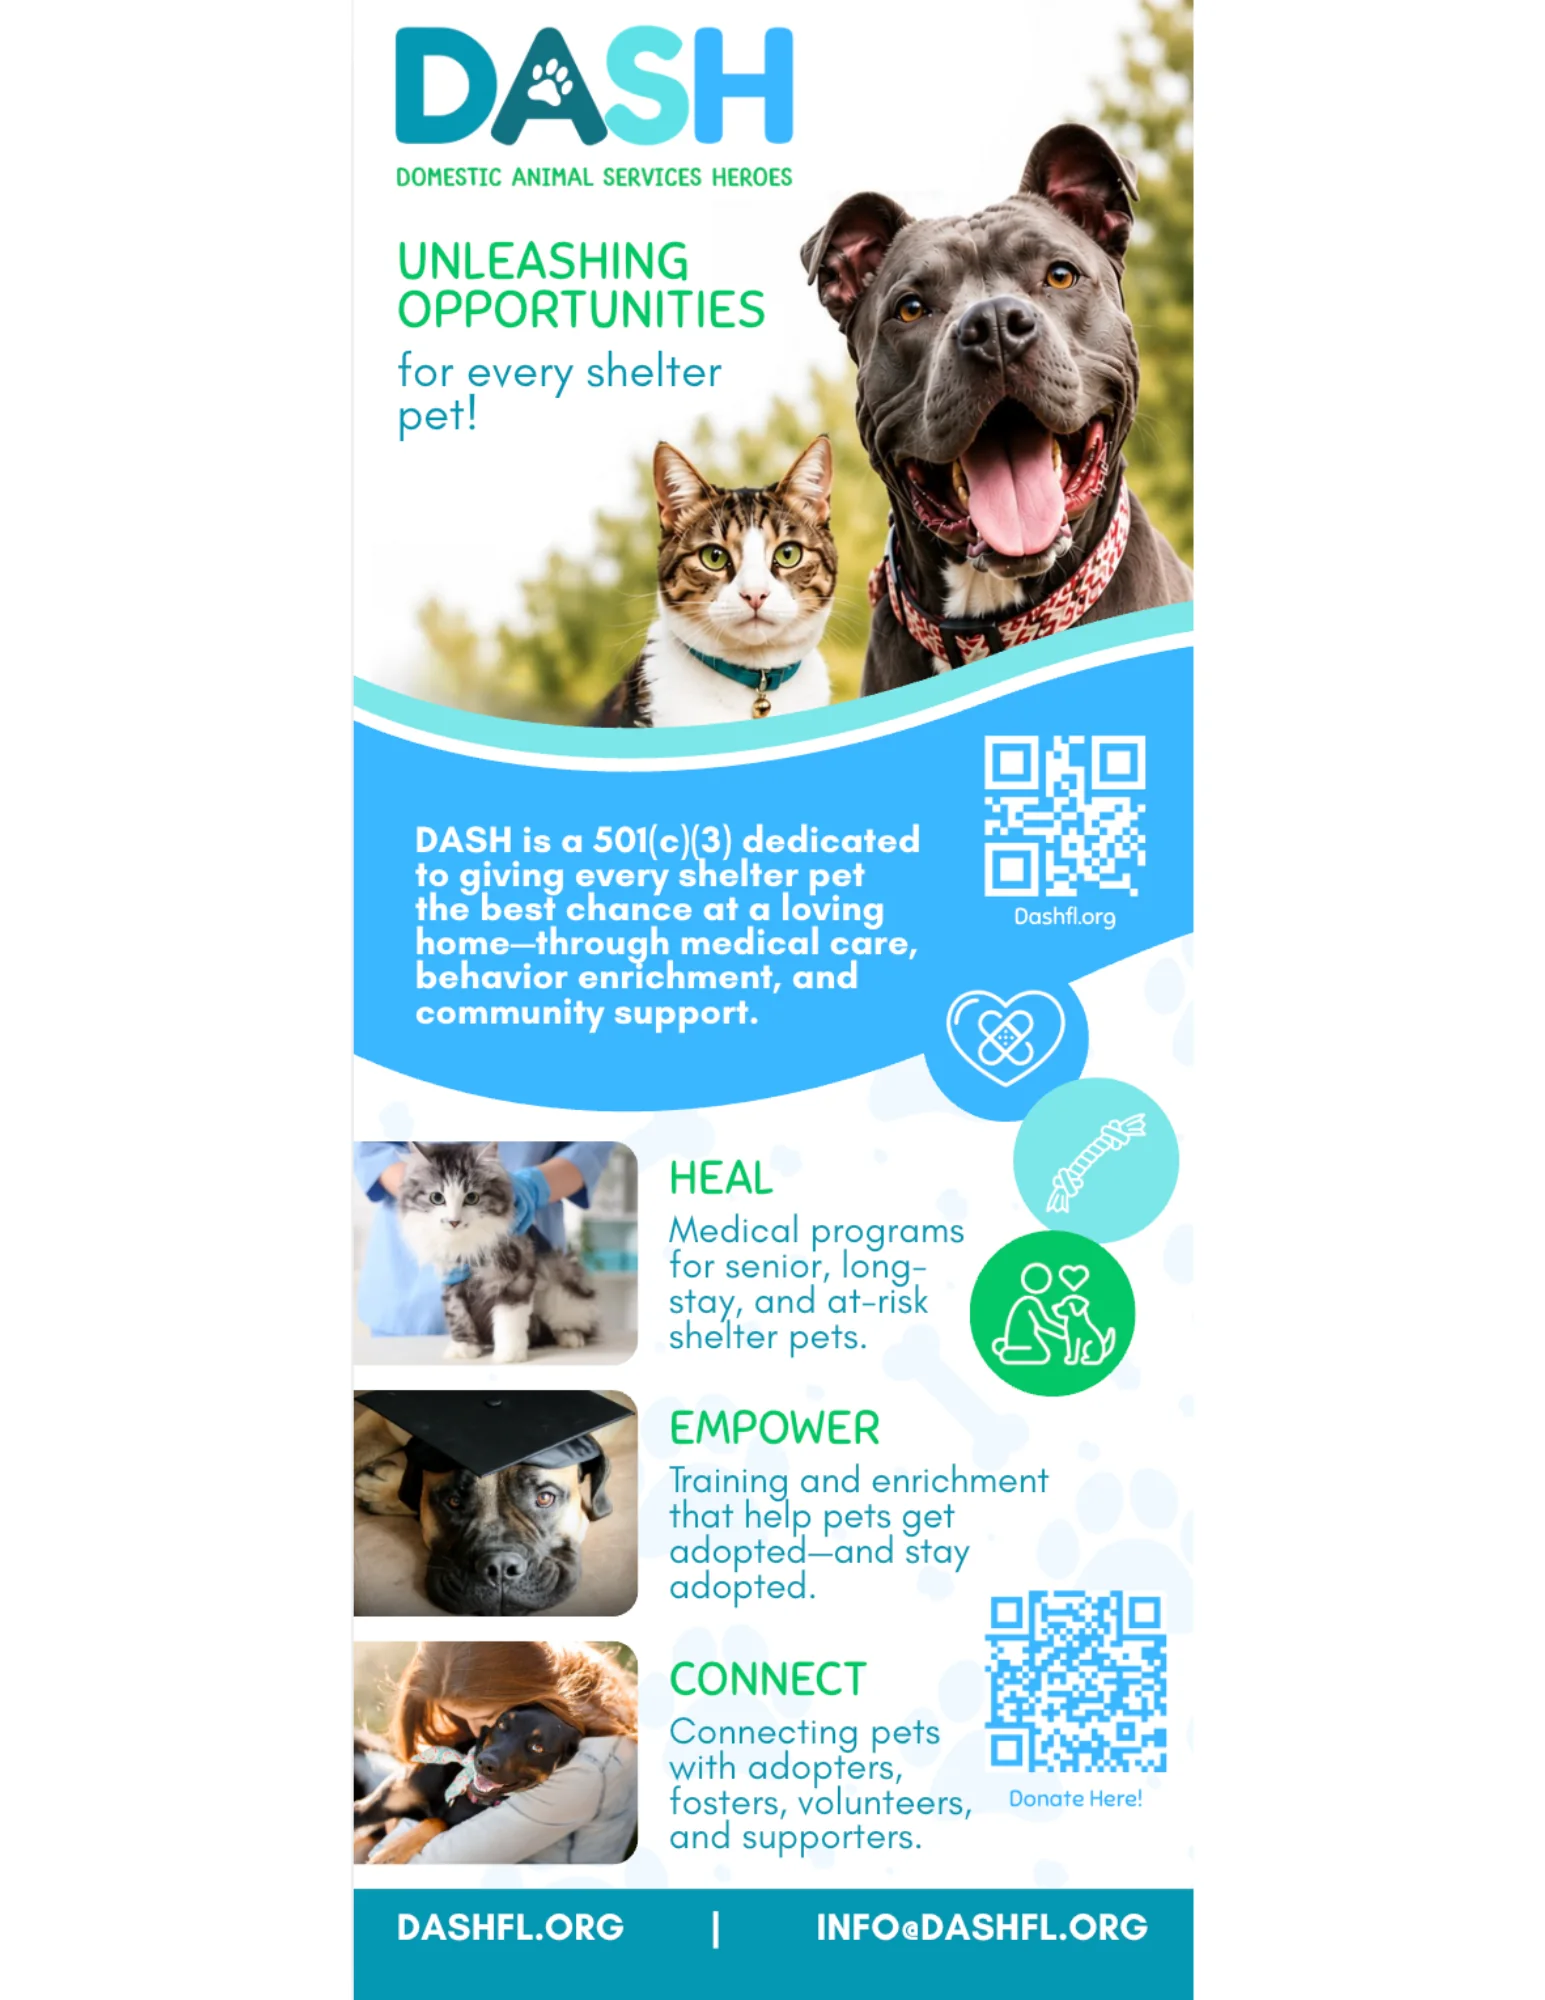 DASH
DOMESTIC ANIMAL SERVICES HEROES
UNLEASHING
OPPORTUNITIES
for every shelter
pet!
DASH is a 501(c)(3) dedicated
to giving every shelter pet
the best chance at a loving
home—through medical care,
behavior enrichment, and
community support.
Dashfl.org
HEAL
Medical programs
for senior, long-
stay, and at-risk
shelter pets.
EMPOWER
Training and enrichment
that help pets get
adopted—and stay
adopted.
CONNECT
Connecting pets
with adopters,
fosters, volunteers,
and supporters.
Donate Here!
DASHFL.ORG | INFO@DASHFL.ORG